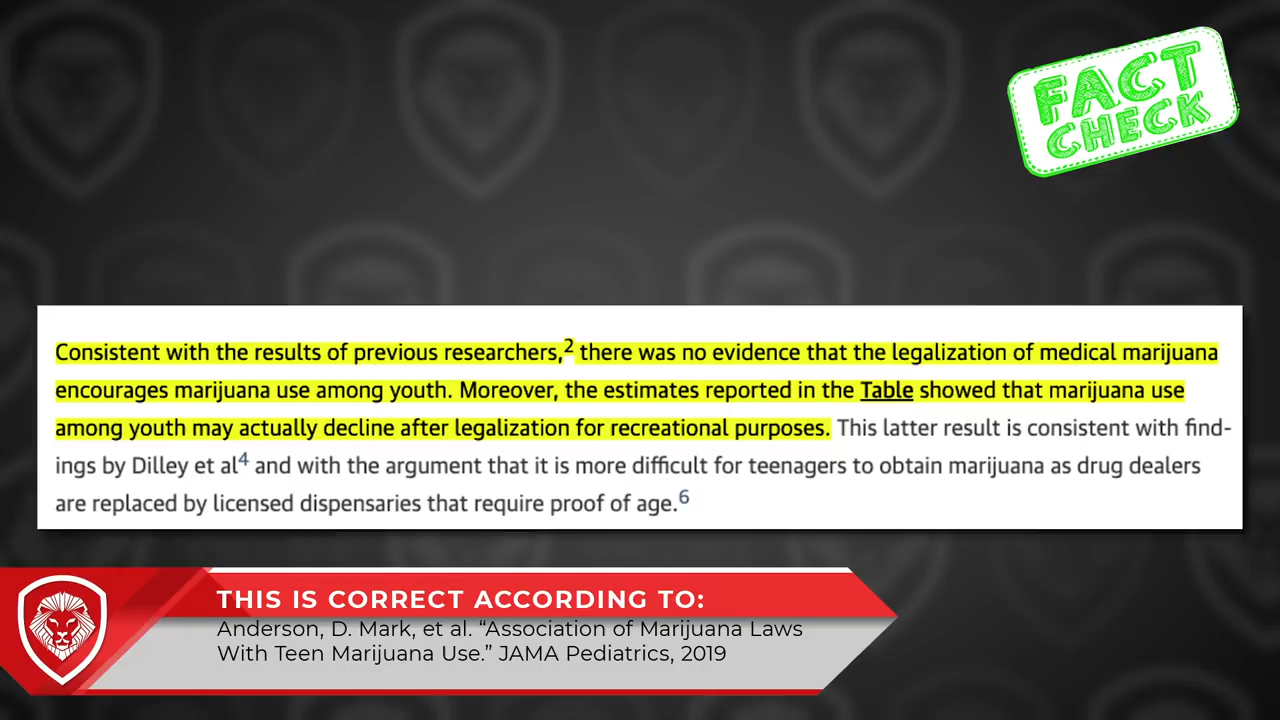 FACT
CHECK
Consistent with the results of previous researchers,2 there was no evidence that the legalization of medical marijuana
encourages marijuana use among youth. Moreover, the estimates reported in the Table showed that marijuana use
among youth may actually decline after legalization for recreational purposes. This latter result is consistent with find-
ings by Dilley et al4 and with the argument that it is more difficult for teenagers to obtain marijuana as drug dealers
are replaced by licensed dispensaries that require proof of age.6
THIS IS CORRECT ACCORDING TO:
Anderson, D. Mark, et al. “Association of Marijuana Laws
With Teen Marijuana Use.” JAMA Pediatrics, 2019